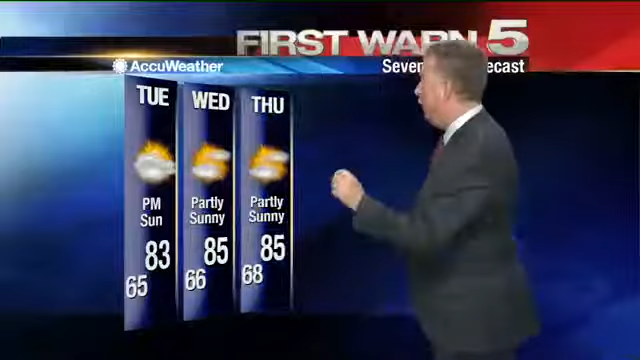 FIRST WARN 5
AccuWeather
Seve ecast
TUE WED THU
PM Sun
Partly Sunny
Partly Sunny
83 85 85
65 66 68